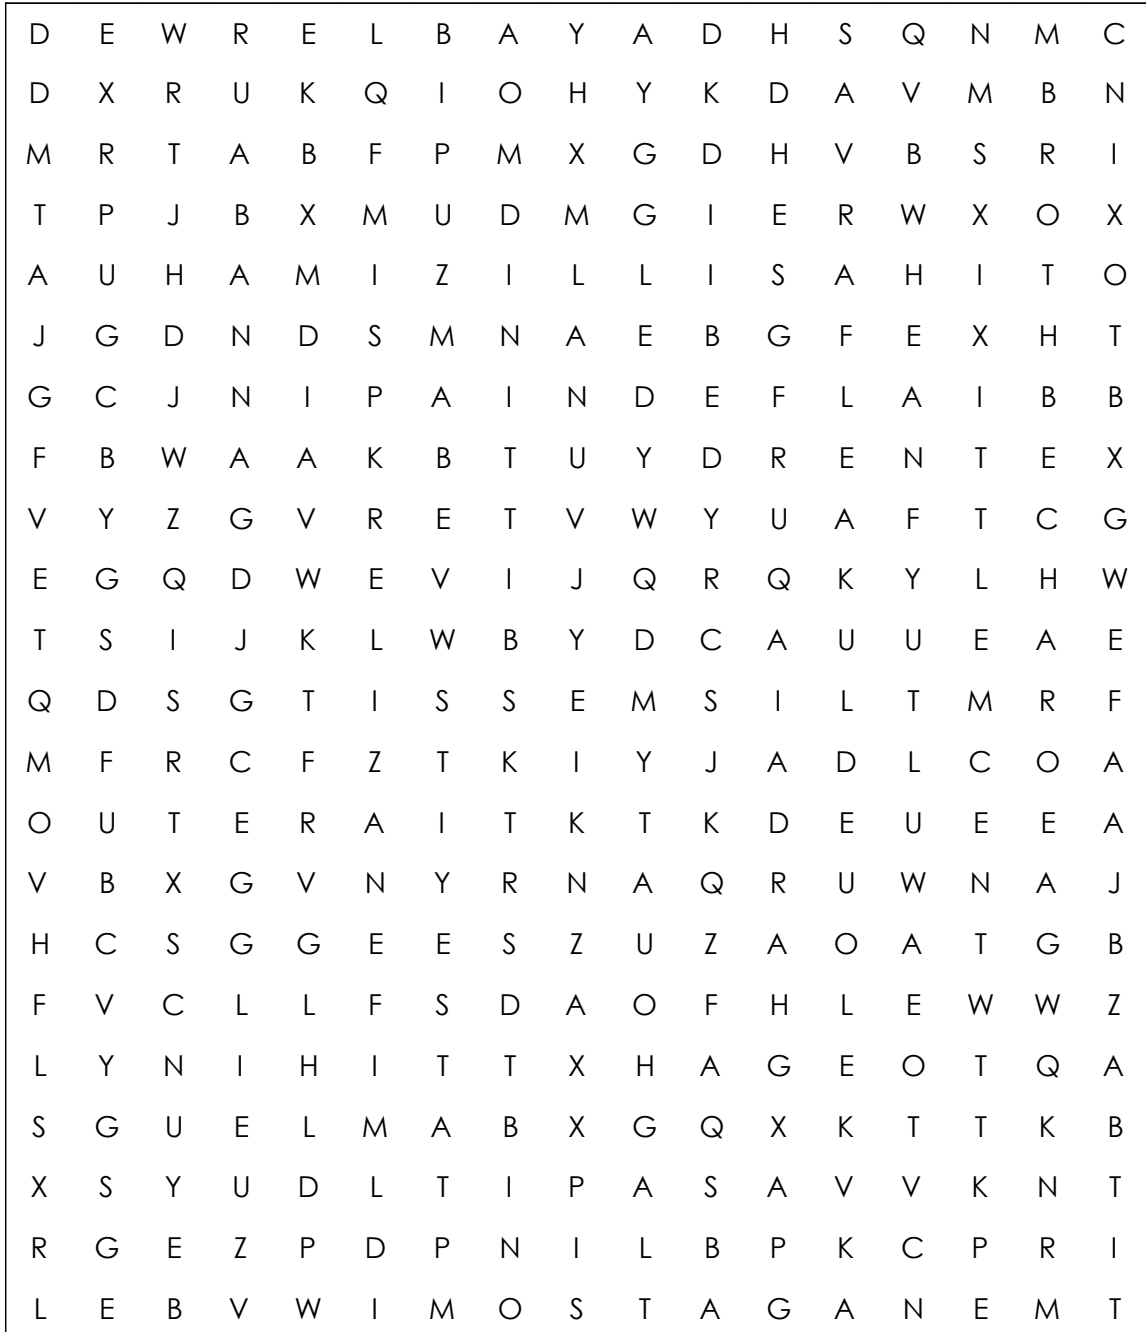 D E W R E L B A Y A D H S Q N M C
D X R U K Q I O H Y K D A V M B N
M R T A B F P M X G D H V B S R I
T P J B X M U D M G I E R W X O X
A U H A M I Z I L L I S A H I T O
J G D N D S M N A E B G F E X H T
G C J N I P A I N D E F L A I B B
F B W A A K B T U Y D R E N T E X
V Y Z G V R E T V W Y U A F T C G
E G Q D W E V I J Q R Q K Y L H W
T S I J K L W B Y D C A U U E A E
Q D S G T I S S E M S I L T M R F
M F R C F Z T K I Y J A D L C O A
O U T E R A I T K T K D E U E E A
V B X G V N Y R N A Q R U W N A J
H C S G G E E S Z U Z A O A T G B
F V C L L F S D A O F H L E W W Z
L Y N I H I T T X H A G E O T Q A
S G U E L M A B X G Q X K T T K B
X S Y U D L T I P A S A V V K N T
R G E Z P D P N I L B P K C P R I
L E B V W I M O S T A G A N E M T